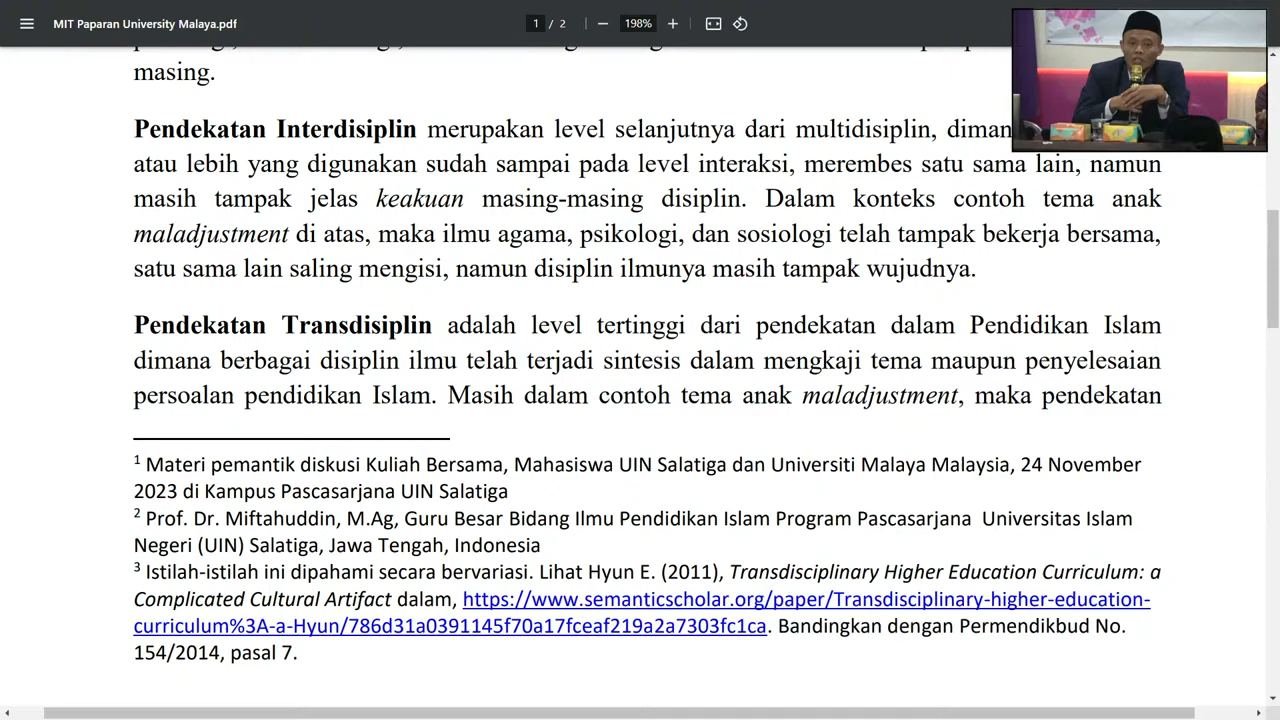 MIT Paparan University Malaya.pdf
1 / 2
198%
masing.
Pendekatan Interdisiplin merupakan level selanjutnya dari multidisiplin,
atau lebih yang digunakan sudah sampai pada level interaksi, merembes satu sama lain, namun
masih tampak jelas keakuan masing-masing disiplin. Dalam konteks contoh tema anak
maladjustment di atas, maka ilmu agama, psikologi, dan sosiologi telah tampak bekerja bersama,
satu sama lain saling mengisi, namun disiplin ilmunya masih tampak wujudnya.
Pendekatan Transdisiplin adalah level tertinggi dari pendekatan dalam Pendidikan Islam
dimana berbagai disiplin ilmu telah terjadi sintesis dalam mengkaji tema maupun penyelesaian
persoalan pendidikan Islam. Masih dalam contoh tema anak maladjustment, maka pendekatan
1 Materi pemantik diskusi Kuliah Bersama, Mahasiswa UIN Salatiga dan Universiti Malaya Malaysia, 24 November
2023 di Kampus Pascasarjana UIN Salatiga
2 Prof. Dr. Miftahuddin, M.Ag, Guru Besar Bidang Ilmu Pendidikan Islam Program Pascasarjana Universitas Islam
Negeri (UIN) Salatiga, Jawa Tengah, Indonesia
3 Istilah-istilah ini dipahami secara bervariasi. Lihat Hyun E. (2011), Transdisciplinary Higher Education Curriculum: a
Complicated Cultural Artifact dalam, https://www.semanticscholar.org/paper/Transdisciplinary-higher-education-
curriculum%3A-a-Hyun/786d31a0391145f70a17fceaf219a2a7303fc1ca. Bandingkan dengan Permendikbud No.
154/2014, pasal 7.